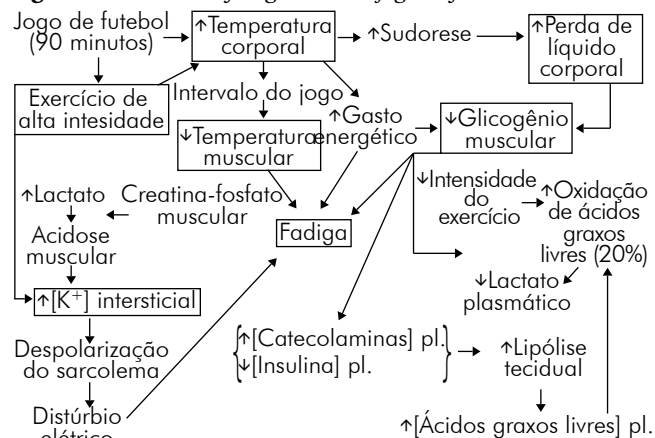 Jogo de futebol
(90 minutos)
↑Temperatura
corporal
↑Sudorese
↑Perda de
líquido
corporal
Exercício de
alta intesidade
Intervalo do jogo
↑Gasto
energético
↓Glicogênio
muscular
↓Temperatura
muscular
↑Lactato
Creatina-fosfato
muscular
↓Intensidade
do
exercício
↑Oxidação
de ácidos
graxos
livres (20%)
Acidose
muscular
Fadiga
↓Lactato
plasmático
↑[K+] intersticial
Despolarização
do sarcolema
↑[Catecolaminas] pl.
↓[Insulina] pl.
↑Lipólise
tecidual
Distúrbio
elétrico
↑[Ácidos graxos livres] pl.